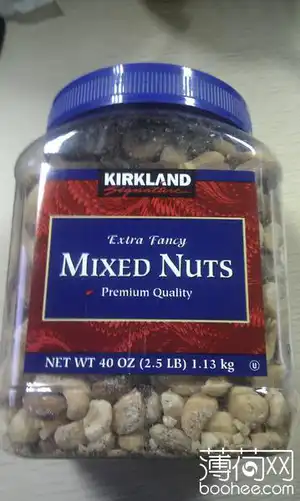 KIRKLAND
Signature
Extra Fancy
MIXED NUTS
Premium Quality
NET WT 40 OZ (2.5 LB) 1.13 kg
U
薄荷网
boohee.com